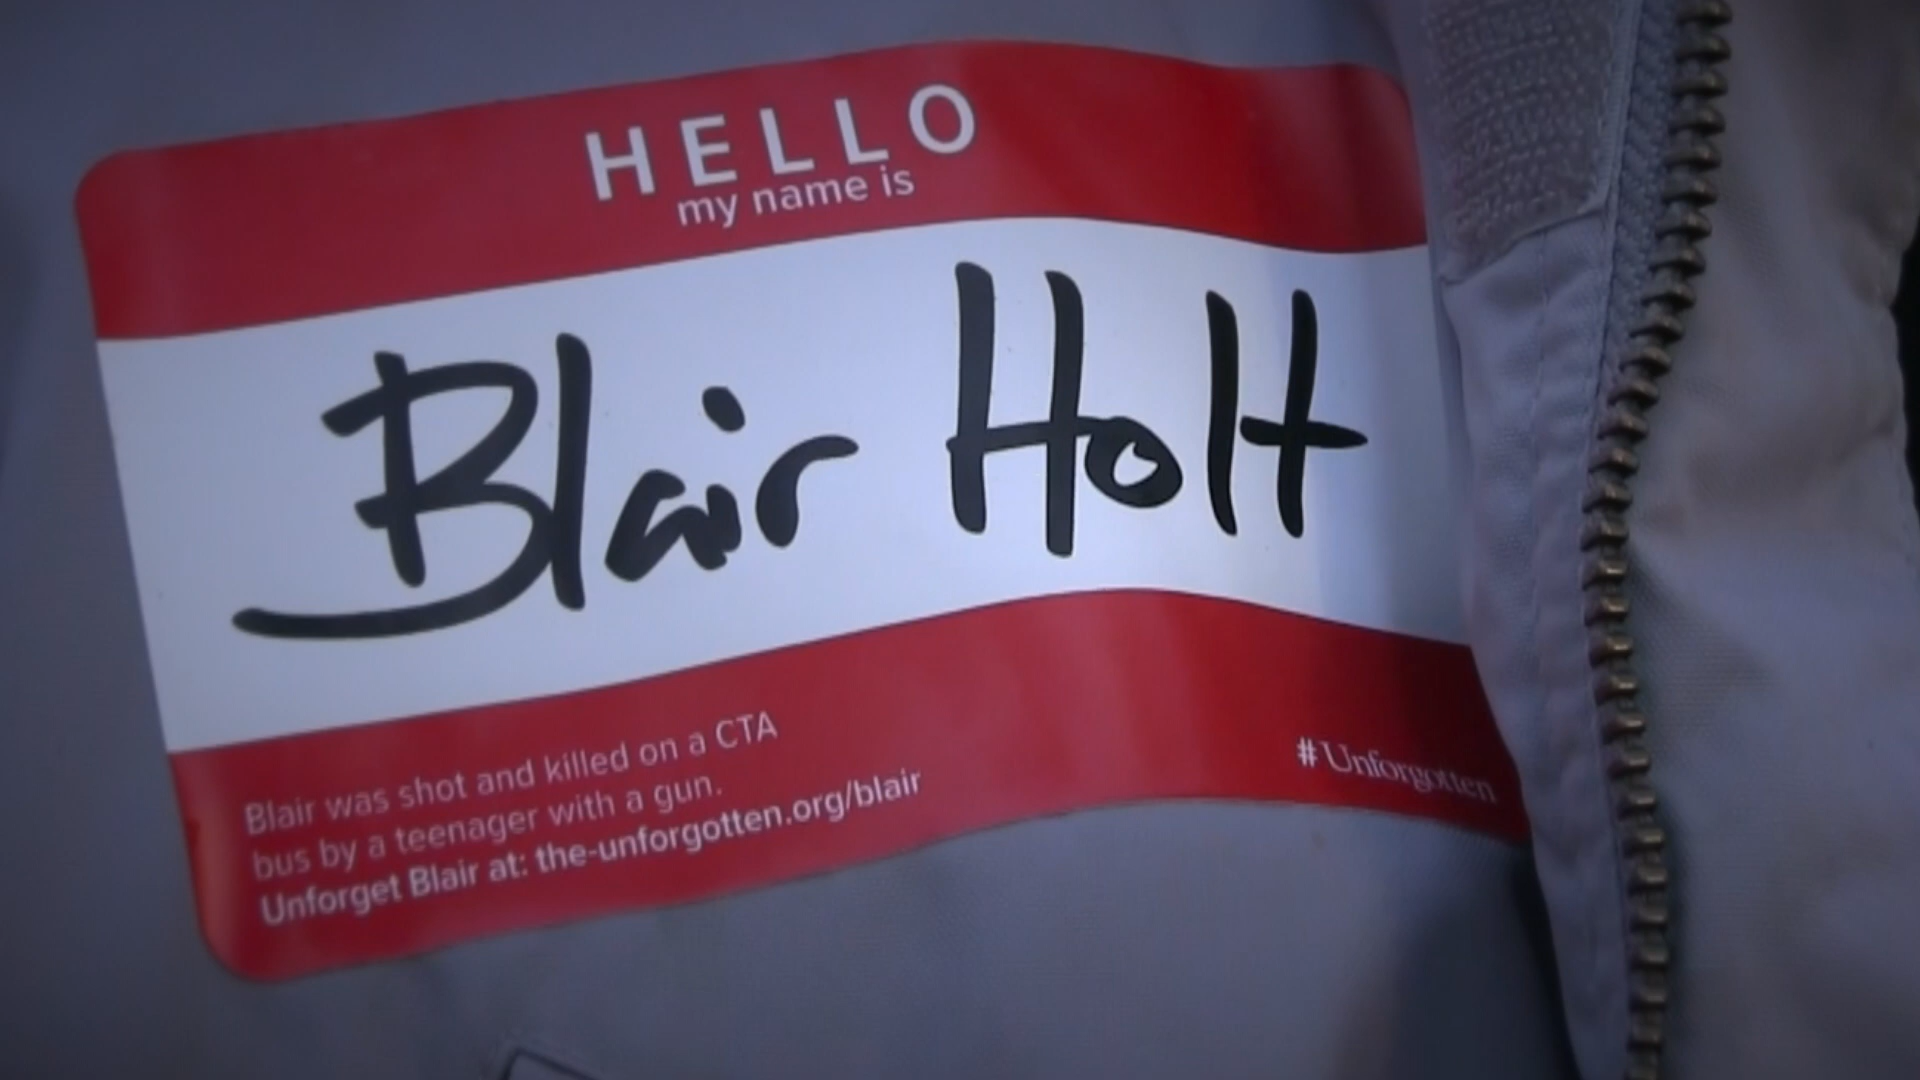 HELLO
my name is
Blair Holt
Blair was shot and killed on a CTA
bus by a teenager with a gun.
Unforget Blair at: the-unforgotten.org/blair
#Unforgotten